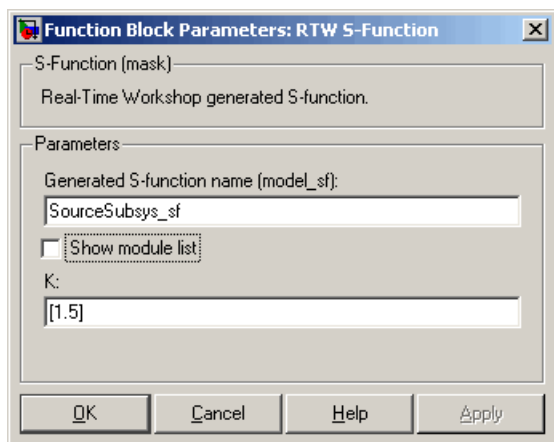 Function Block Parameters: RTW S-Function
S-Function (mask)
Real-Time Workshop generated S-function.
Parameters
Generated S-function name (model_sf):
SourceSubsys_sf
Show module list
K:
[1.5]
OK Cancel Help Apply